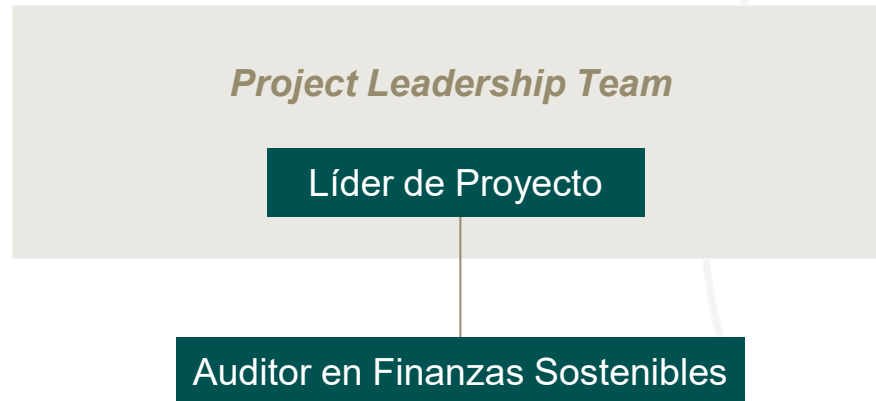 Project Leadership Team
Líder de Proyecto
Auditor en Finanzas Sostenibles